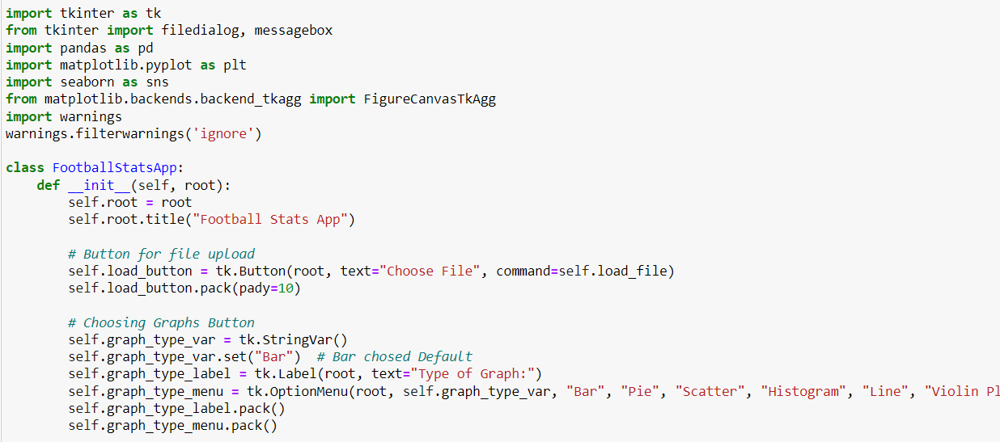 import tkinter as tk
from tkinter import filedialog, messagebox
import pandas as pd
import matplotlib.pyplot as plt
import seaborn as sns
from matplotlib.backends.backend_tkagg import FigureCanvasTkAgg
import warnings
warnings.filterwarnings('ignore')

class FootballStatsApp:
    def __init__(self, root):
        self.root = root
        self.root.title("Football Stats App")

        # Button for file upload
        self.load_button = tk.Button(root, text="Choose File", command=self.load_file)
        self.load_button.pack(pady=10)

        # Choosing Graphs Button
        self.graph_type_var = tk.StringVar()
        self.graph_type_var.set("Bar")  # Bar chosed Default
        self.graph_type_label = tk.Label(root, text="Type of Graph:")
        self.graph_type_menu = tk.OptionMenu(root, self.graph_type_var, "Bar", "Pie", "Scatter", "Histogram", "Line", "Violin
        self.graph_type_label.pack()
        self.graph_type_menu.pack()